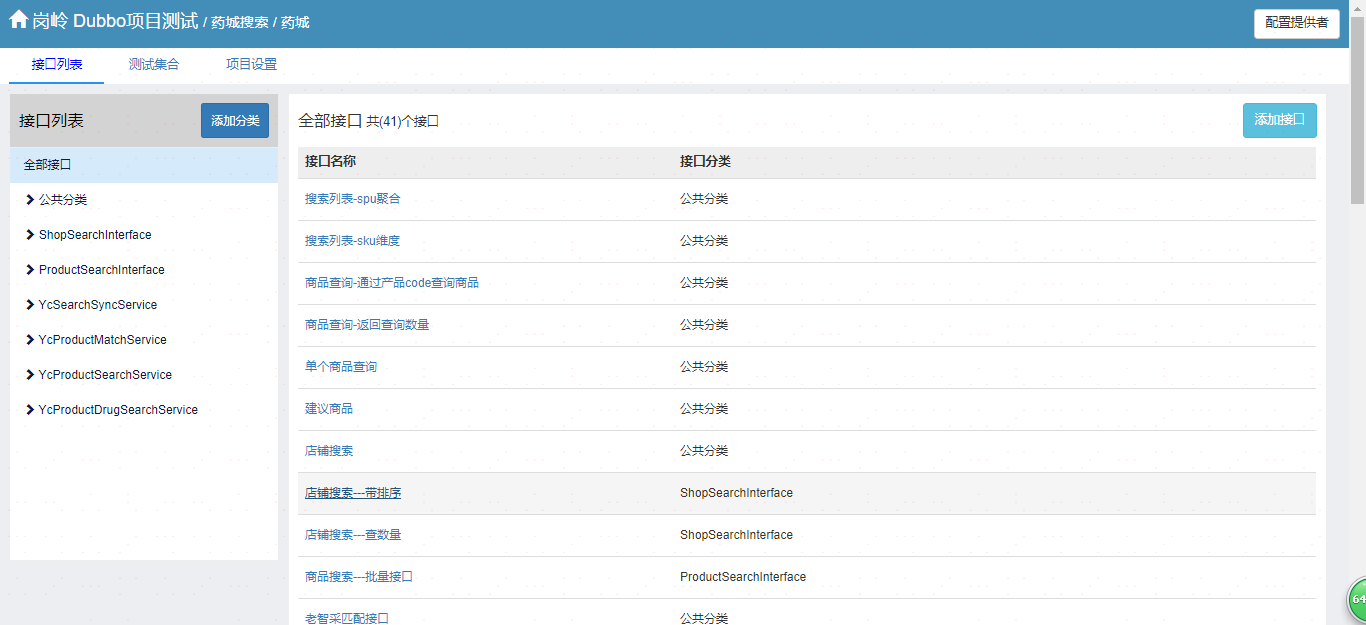 岗岭 Dubbo项目测试 / 药城搜索 / 药城
配置提供者
接口列表 测试集合 项目设置
接口列表 添加分类
全部接口
公共分类
ShopSearchInterface
ProductSearchInterface
YcSearchSyncService
YcProductMatchService
YcProductSearchService
YcProductDrugSearchService
全部接口 共(41)个接口 添加接口
接口名称 接口分类
搜索列表-spu聚合 公共分类
搜索列表-sku维度 公共分类
商品查询-通过产品code查询商品 公共分类
商品查询-返回查询数量 公共分类
单个商品查询 公共分类
建议商品 公共分类
店铺搜索 公共分类
店铺搜索---带排序 ShopSearchInterface
店铺搜索---查数量 ShopSearchInterface
商品搜索---批量接口 ProductSearchInterface
老智采匹配接口 公共分类
64